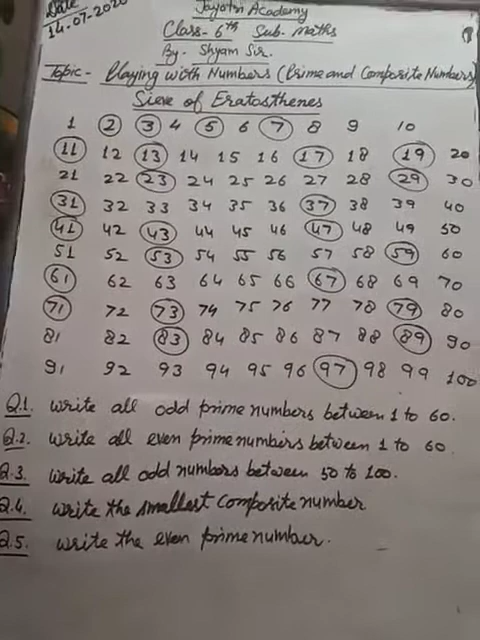 Date
14-07-2020
Jayotri Academy
Class- 6th Sub- Maths
By- Shyam Sir.
Topic- Playing with Numbers (Prime and Composite Numbers)
Sieve of Eratosthenes
1 2 3 4 5 6 7 8 9 10
11 12 13 14 15 16 17 18 19 20
21 22 23 24 25 26 27 28 29 30
31 32 33 34 35 36 37 38 39 40
41 42 43 44 45 46 47 48 49 50
51 52 53 54 55 56 57 58 59 60
61 62 63 64 65 66 67 68 69 70
71 72 73 74 75 76 77 78 79 80
81 82 83 84 85 86 87 88 89 90
91 92 93 94 95 96 97 98 99 100
Q.1. write all odd prime numbers between 1 to 60.
Q.2. write all even prime numbers between 1 to 60.
Q.3. write all odd numbers between 50 to 100.
Q.4. write the smallest composite number
Q.5. write the even prime number.